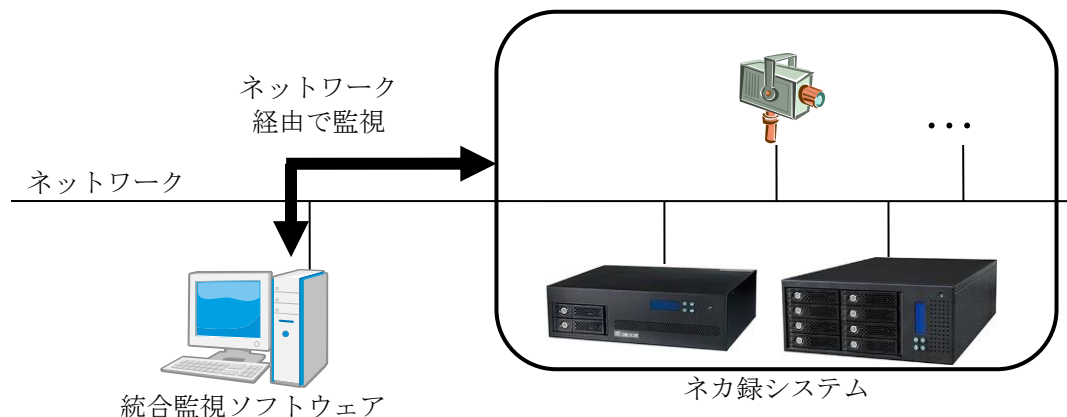 ネットワーク
経由で監視
・・・
ネットワーク
ネカ録システム
統合監視ソフトウェア